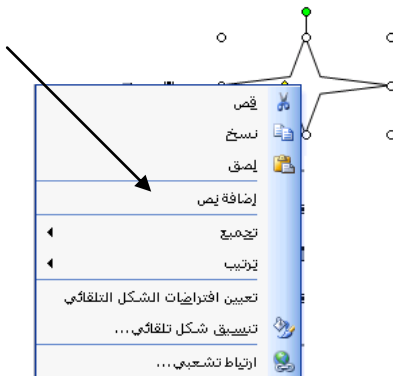 قص
نسخ
لصق
إضافة نص
تجميع
ترتيب
تعيين افتراضات الشكل التلقائي
تنسيق شكل تلقائي...
ارتباط تشعبي...